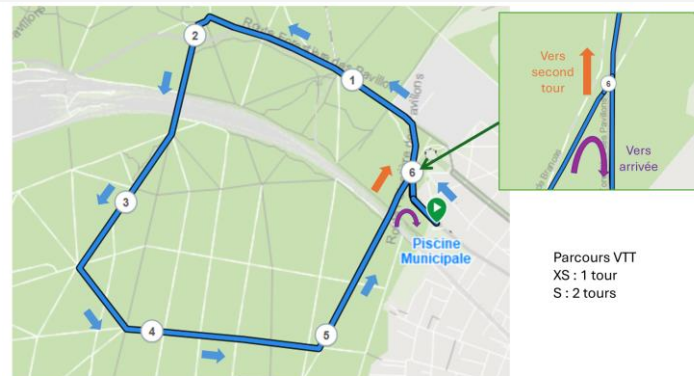 2
1
6
3
4
5
Piscine
Municipale
Vers
second
tour
6
Vers
arrivée
Parcours VTT
XS : 1 tour
S : 2 tours